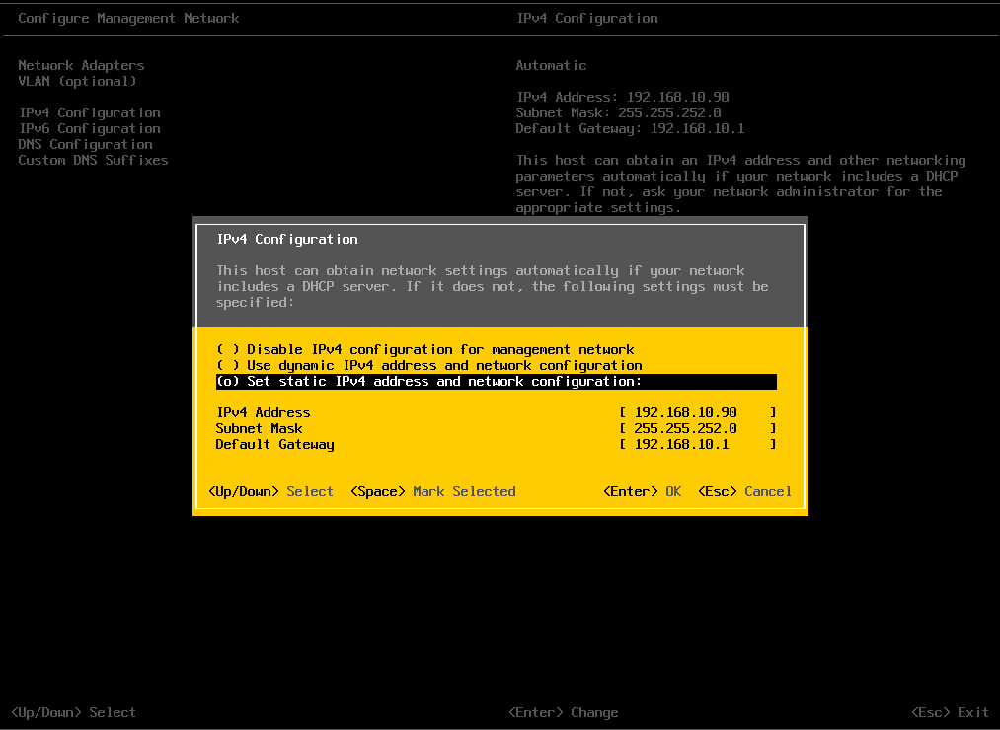 Configure Management Network
IPv4 Configuration
Network Adapters
VLAN (optional)
IPv4 Configuration
IPv6 Configuration
DNS Configuration
Custom DNS Suffixes
Automatic
IPv4 Address: 192.168.10.90
Subnet Mask: 255.255.252.0
Default Gateway: 192.168.10.1
This host can obtain an IPv4 address and other networking
parameters automatically if your network includes a DHCP
server. If not, ask your network administrator for the
appropriate settings.
IPv4 Configuration
This host can obtain network settings automatically if your network
includes a DHCP server. If it does not, the following settings must be
specified:
( ) Disable IPv4 configuration for management network
( ) Use dynamic IPv4 address and network configuration
(o) Set static IPv4 address and network configuration:
IPv4 Address [ 192.168.10.90 ]
Subnet Mask [ 255.255.252.0 ]
Default Gateway [ 192.168.10.1 ]
<Up/Down> Select <Space> Mark Selected <Enter> OK <Esc> Cancel
<Up/Down> Select <Enter> Change <Esc> Exit